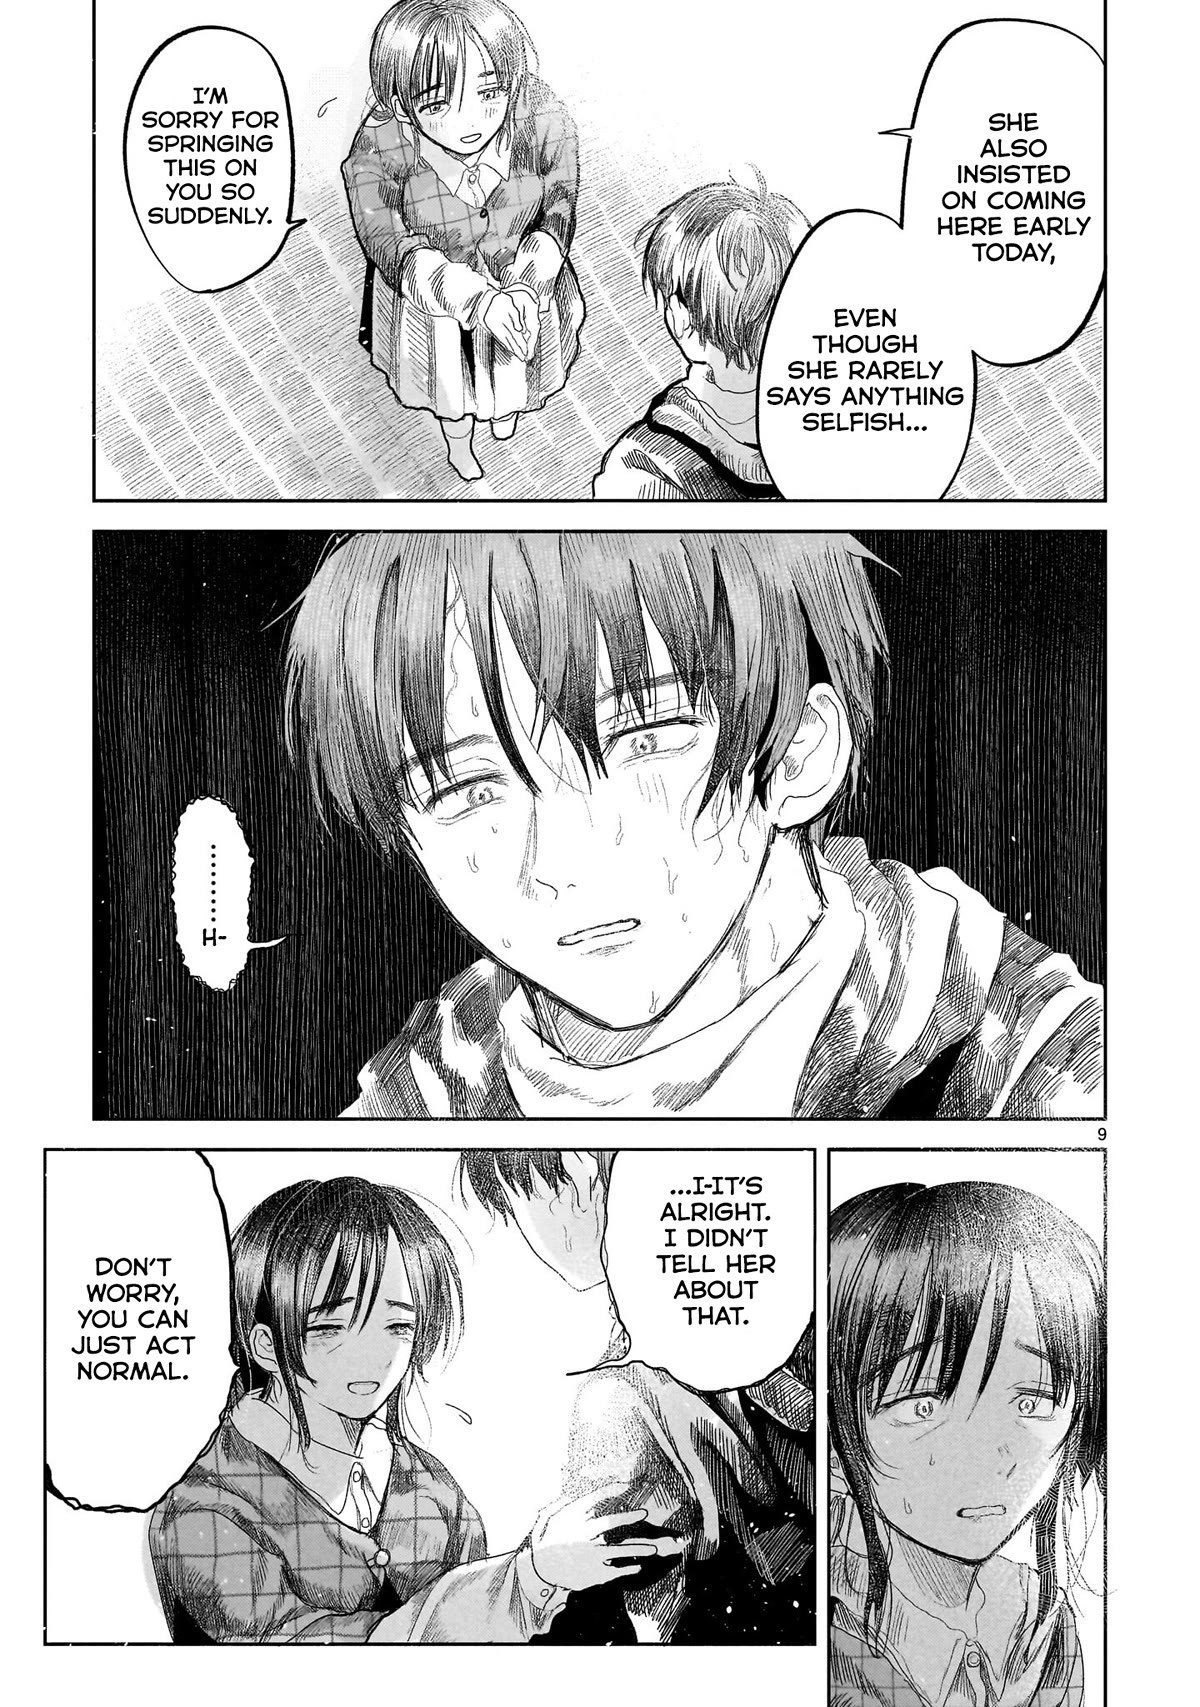 SHE
ALSO
INSISTED
ON COMING
HERE EARLY
TODAY,
EVEN
THOUGH
SHE RARELY
SAYS ANYTHING
SELFISH...
I'M
SORRY FOR
SPRINGING
THIS ON
YOU SO
SUDDENLY.
.........
H-
9
...I-IT'S
ALRIGHT.
I DIDN'T
TELL HER
ABOUT
THAT.
DON'T
WORRY,
YOU CAN
JUST ACT
NORMAL.